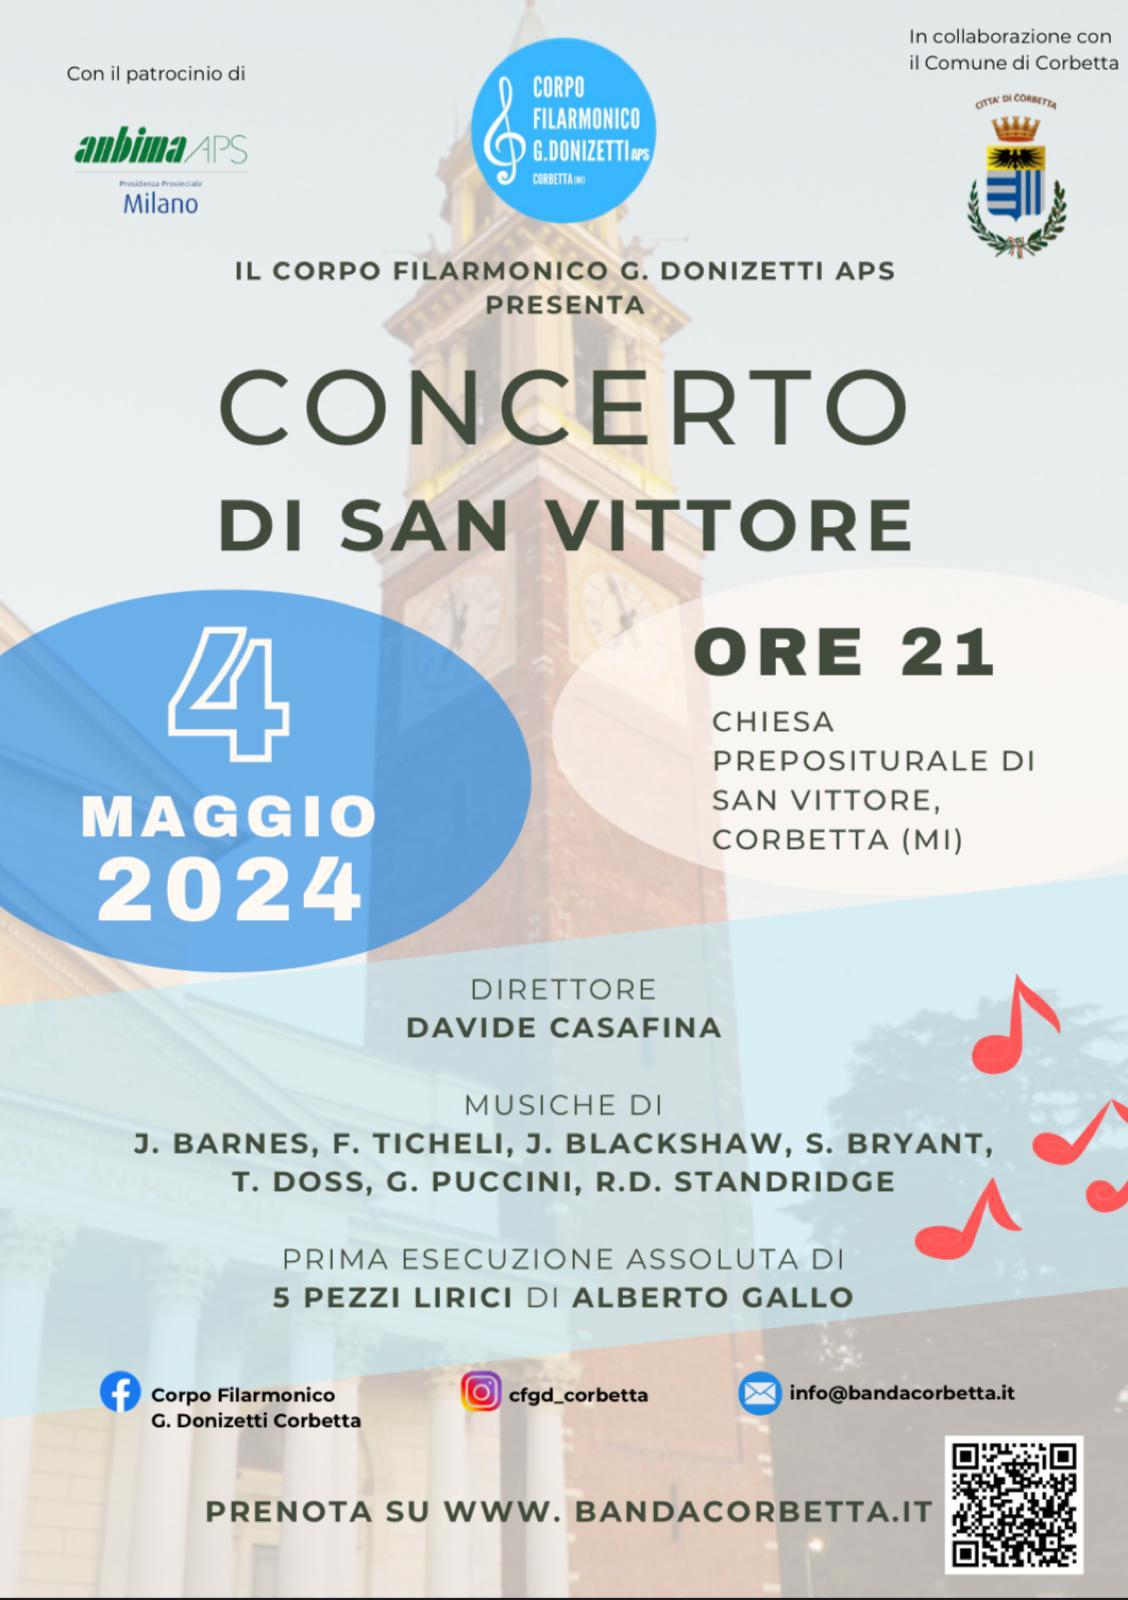 Con il patrocinio di
anbima APS
Presidenza Provinciale
Milano
CORPO
FILARMONICO
G.DONIZETTI APS
CORBETTA (MI)
In collaborazione con
il Comune di Corbetta
CITTA' DI CORBETTA
IL CORPO FILARMONICO G. DONIZETTI APS
PRESENTA
CONCERTO
DI SAN VITTORE
4
MAGGIO
2024
ORE 21
CHIESA
PREPOSITURALE DI
SAN VITTORE,
CORBETTA (MI)
DIRETTORE
DAVIDE CASAFINA
MUSICHE DI
J. BARNES, F. TICHELI, J. BLACKSHAW, S. BRYANT,
T. DOSS, G. PUCCINI, R.D. STANDRIDGE
PRIMA ESECUZIONE ASSOLUTA DI
5 PEZZI LIRICI DI ALBERTO GALLO
Corpo Filarmonico
G. Donizetti Corbetta
cfgd_corbetta
info@bandacorbetta.it
PRENOTA SU WWW. BANDACORBETTA.IT